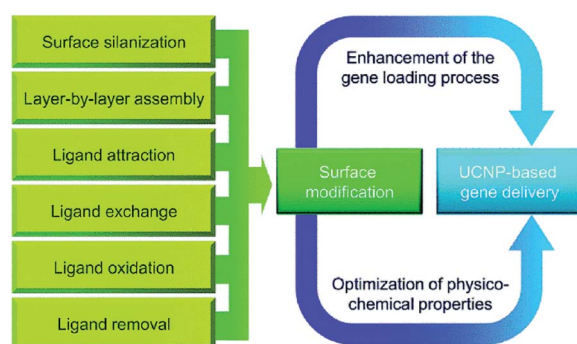 Surface silanization
Layer-by-layer assembly
Ligand attraction
Ligand exchange
Ligand oxidation
Ligand removal
Surface
modification
Enhancement of the
gene loading process
UCNP-based
gene delivery
Optimization of physico-
chemical properties